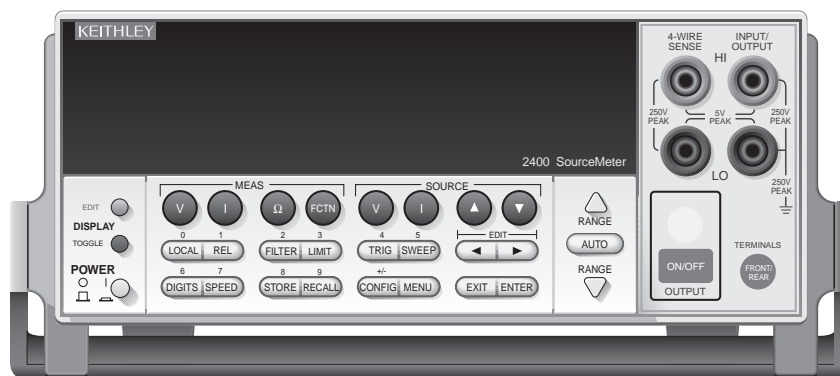 KEITHLEY
2400 SourceMeter
4-WIRE SENSE
INPUT/ OUTPUT
HI
250V PEAK
5V PEAK
250V PEAK
LO
250V PEAK
MEAS
SOURCE
EDIT
V I Ω FCTN V I
RANGE
DISPLAY
0 1 2 3 4 5 EDIT
TOGGLE
LOCAL REL FILTER LIMIT TRIG SWEEP
AUTO
TERMINALS
POWER
6 7 8 9 +/-
RANGE
ON/OFF
FRONT/ REAR
DIGITS SPEED STORE RECALL CONFIG MENU EXIT ENTER
OUTPUT